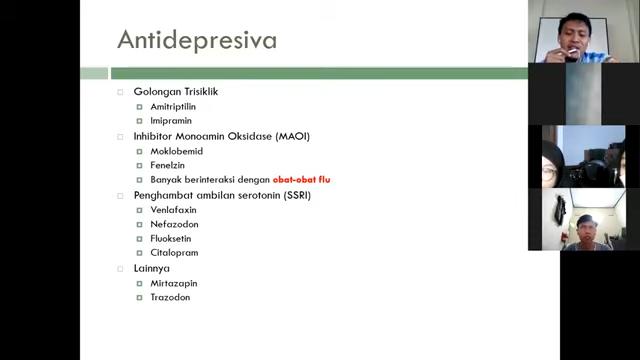 Antidepresiva
Golongan Trisiklik
Amitriptilin
Imipramin
Inhibitor Monoamin Oksidase (MAOI)
Moklobemid
Fenelzin
Banyak berinteraksi dengan obat-obat flu
Penghambat ambilan serotonin (SSRI)
Venlafaxin
Nefazodon
Fluoksetin
Citalopram
Lainnya
Mirtazapin
Trazodon